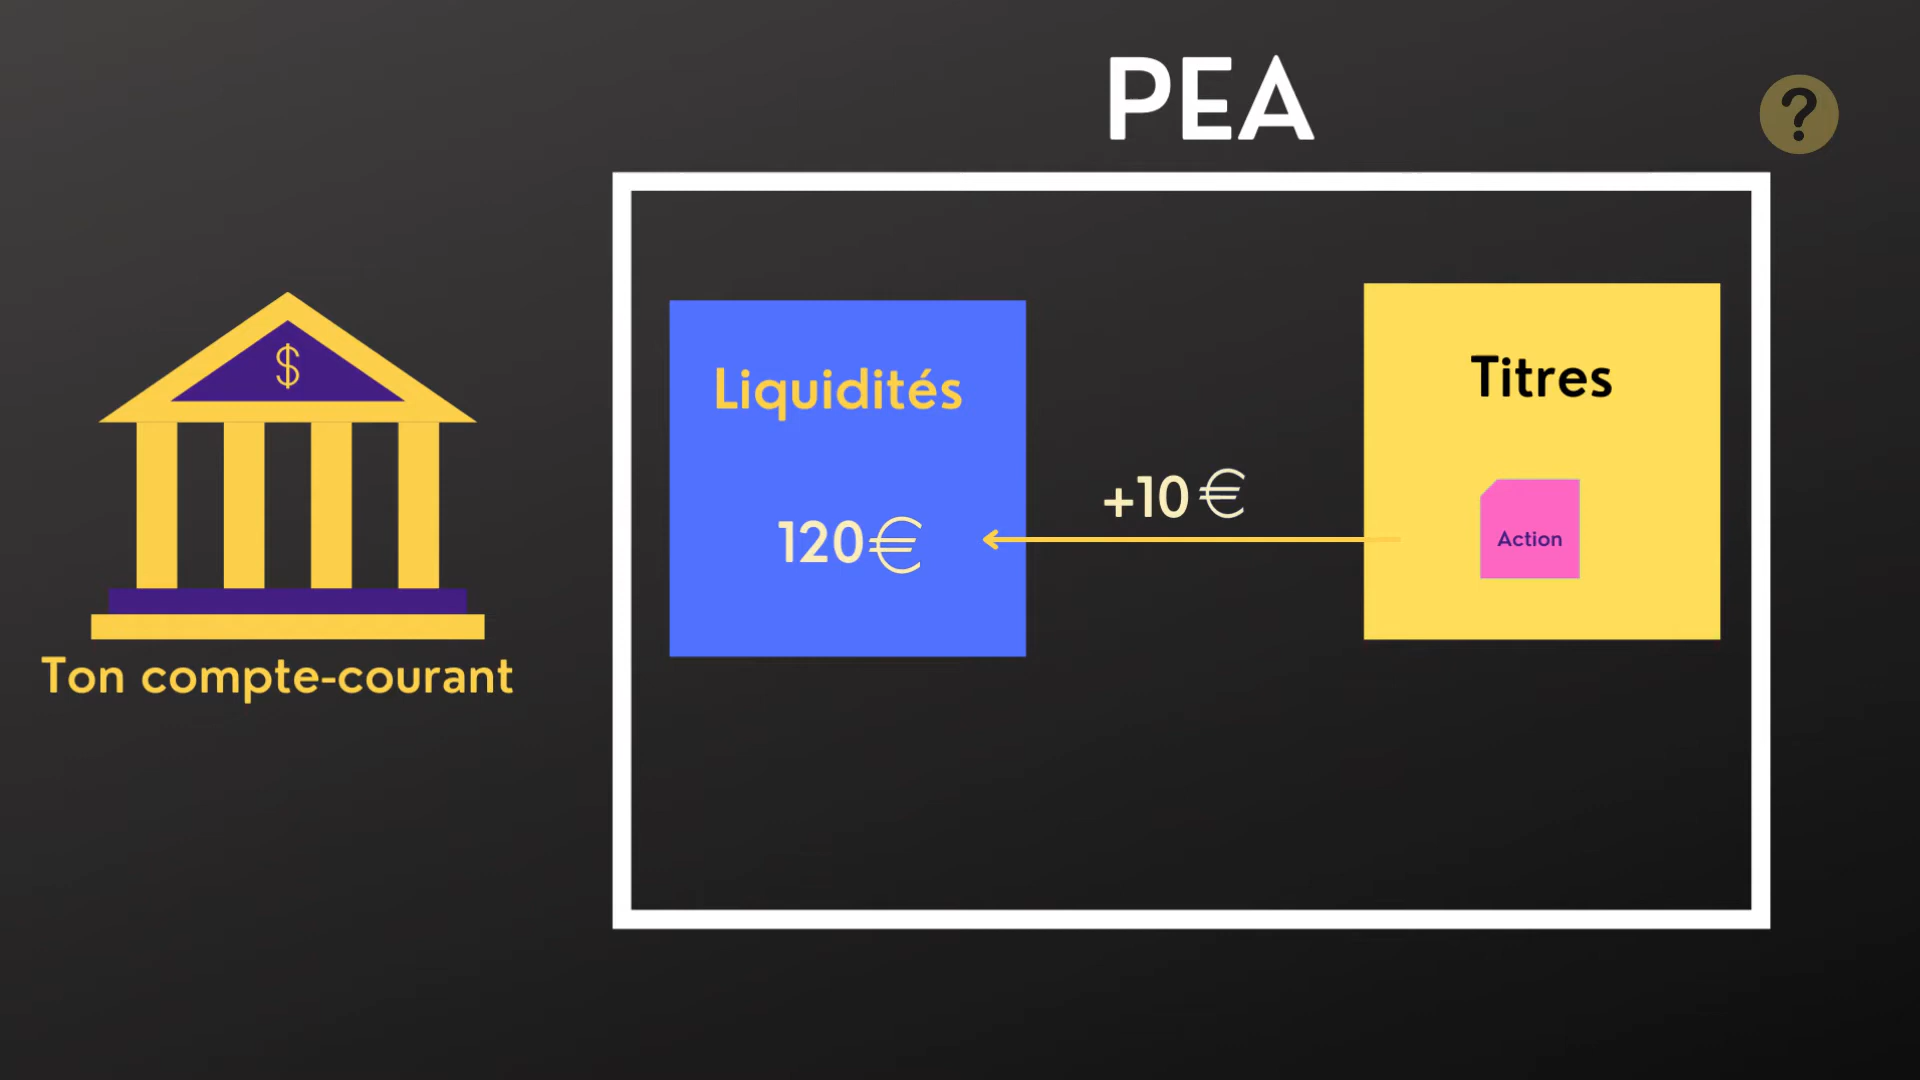 PEA
?
$
Liquidités
Titres
+10€
120€
Action
Ton compte-courant